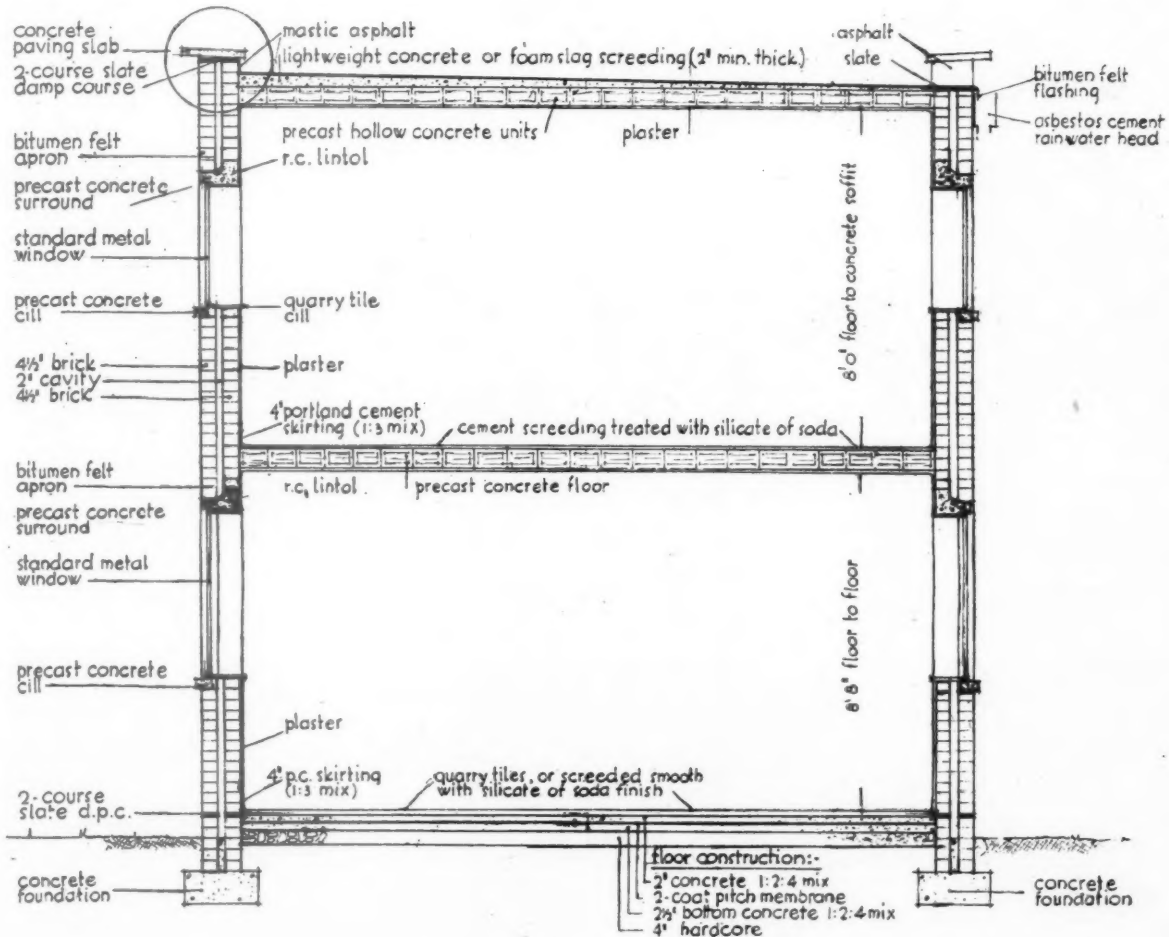 concrete
paving slab
2-course slate
damp course
bitumen felt
apron
precast concrete
surround
standard metal
window
precast concrete
cill
4½" brick
2" cavity
4½" brick
bitumen felt
apron
precast concrete
surround
standard metal
window
precast concrete
cill
2-course
slate d.p.c.
concrete
foundation
mastic asphalt
lightweight concrete or foam slag screeding (2" min. thick.)
precast hollow concrete units
plaster
r.c. lintol
quarry tile
cill
plaster
4" portland cement
skirting (1:3 mix)
cement screeding treated with silicate of soda
r.c. lintol
precast concrete floor
plaster
4" p.c. skirting
(1:3 mix)
quarry tiles, or screeded smooth
with silicate of soda finish
8'0" floor to concrete soffit
8'8" floor to floor
floor construction:-
2" concrete 1:2:4 mix
2-coat pitch membrane
2½" bottom concrete 1:2:4 mix
4" hardcore
asphalt
slate
bitumen felt
flashing
asbestos cement
rainwater head
concrete
foundation